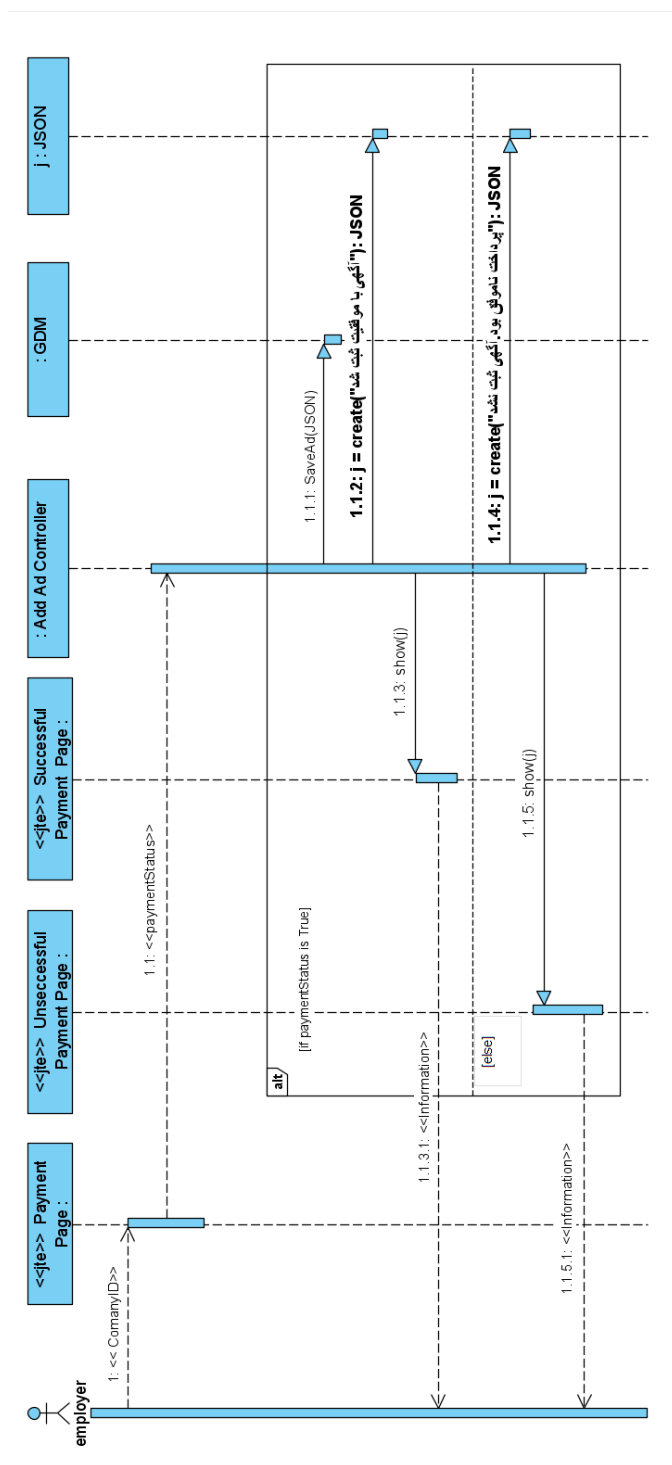 employer
<<jte>> Payment
Page :
<<jte>> Unseccessful
Payment Page :
<<jte>> Successful
Payment Page :
: Add Ad Controller
: GDM
j : JSON
1: << ComanyID>>
1.1: <<paymentStatus>>
alt
[if paymentStatus is True]
1.1.1: SaveAd(JSON)
1.1.2: j = create("آگهی با موفقیت ثبت شد"): JSON
1.1.3: show(j)
1.1.3.1: <<Information>>
[else]
1.1.4: j = create("پرداخت ناموفق بود.آگهی ثبت نشد"): JSON
1.1.5: show(j)
1.1.5.1: <<Information>>